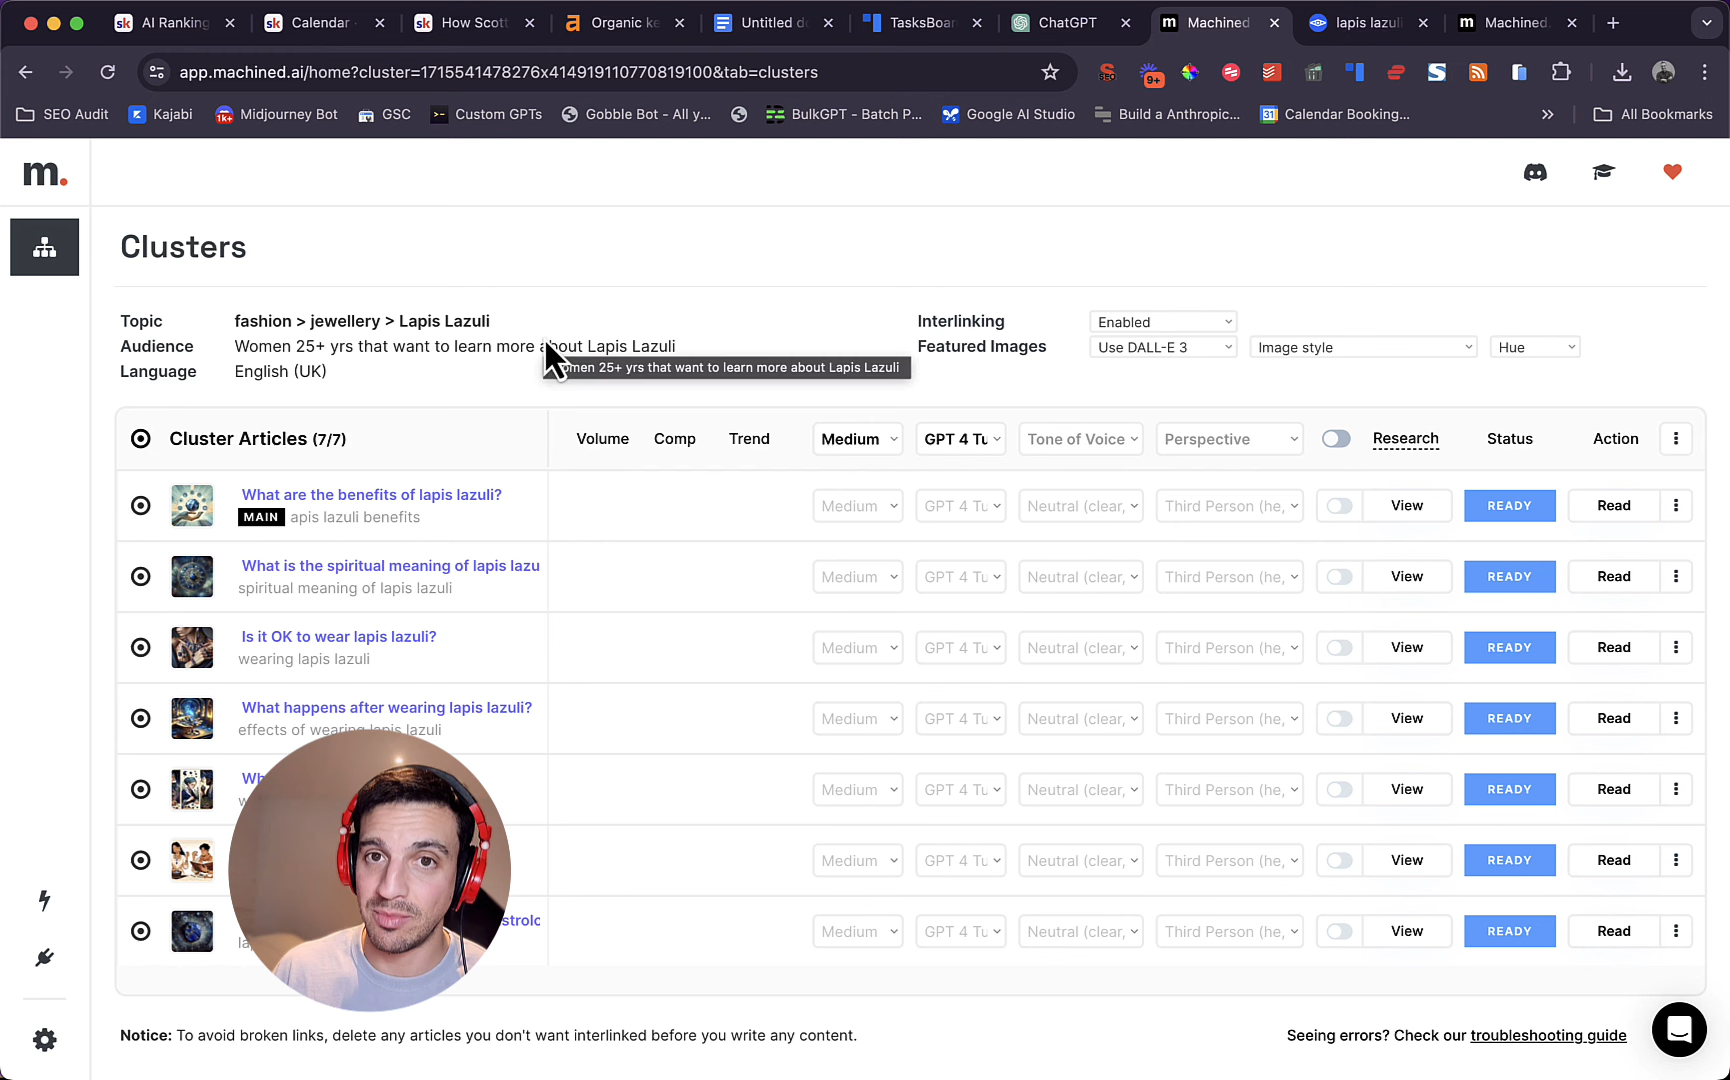 AI Ranking
Calendar
How Scott
Organic ke
Untitled do
TasksBoar
ChatGPT
Machined
lapis lazuli
Machined.
app.machined.ai/home?cluster=1715541478276x414919110770819100&tab=clusters
9+
SEO Audit
Kajabi
Midjourney Bot
GSC
Custom GPTs
Gobble Bot - All y...
BulkGPT - Batch P...
Google AI Studio
Build a Anthropic...
Calendar Booking...
All Bookmarks
m.
Clusters
Topic fashion > jewellery > Lapis Lazuli
Audience Women 25+ yrs that want to learn more about Lapis Lazuli
Language English (UK)
omen 25+ yrs that want to learn more about Lapis Lazuli
Interlinking Enabled
Featured Images Use DALL-E 3 Image style Hue
Cluster Articles (7/7) Volume Comp Trend Medium GPT 4 Tu Tone of Voice Perspective Research Status Action
What are the benefits of lapis lazuli?
MAIN apis lazuli benefits
Medium GPT 4 Tu Neutral (clear, Third Person (he, View READY Read
What is the spiritual meaning of lapis lazu
spiritual meaning of lapis lazuli
Medium GPT 4 Tu Neutral (clear, Third Person (he, View READY Read
Is it OK to wear lapis lazuli?
wearing lapis lazuli
Medium GPT 4 Tu Neutral (clear, Third Person (he, View READY Read
What happens after wearing lapis lazuli?
effects of wearing lapis lazuli
Medium GPT 4 Tu Neutral (clear, Third Person (he, View READY Read
Wh
w
Medium GPT 4 Tu Neutral (clear, Third Person (he, View READY Read
Medium GPT 4 Tu Neutral (clear, Third Person (he, View READY Read
strolo
la
Medium GPT 4 Tu Neutral (clear, Third Person (he, View READY Read
Notice: To avoid broken links, delete any articles you don't want interlinked before you write any content.
Seeing errors? Check our troubleshooting guide